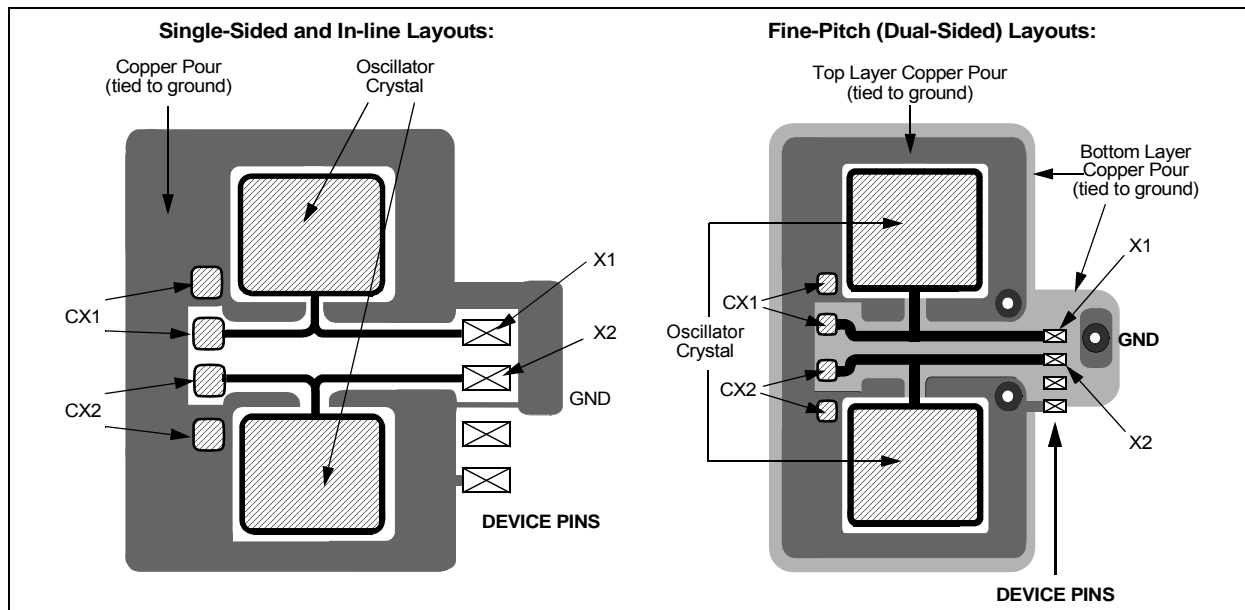 Single-Sided and In-line Layouts:
Copper Pour
(tied to ground)
Oscillator
Crystal
X1
CX1
X2
CX2
GND
DEVICE PINS
Fine-Pitch (Dual-Sided) Layouts:
Top Layer Copper Pour
(tied to ground)
Bottom Layer
Copper Pour
(tied to ground)
X1
CX1
Oscillator
Crystal
GND
CX2
X2
DEVICE PINS